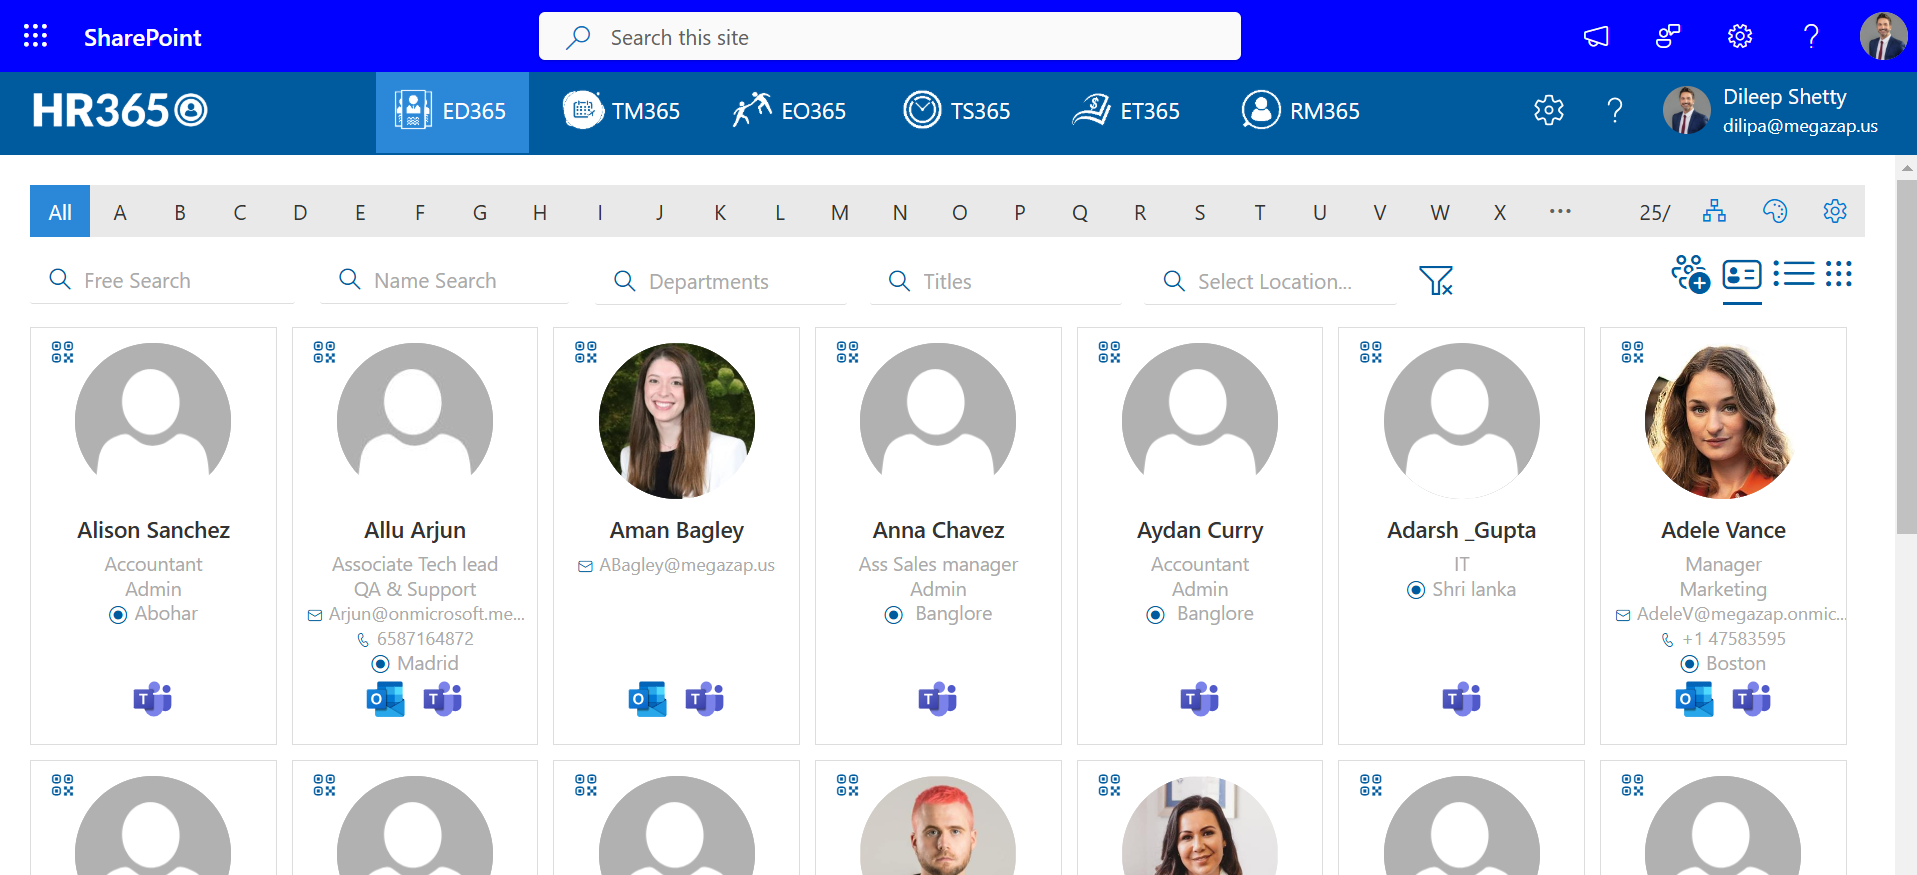 SharePoint
Search this site
HR365
ED365
TM365
EO365
TS365
ET365
RM365
Dileep Shetty
dilipa@megazap.us
All A B C D E F G H I J K L M N O P Q R S T U V W X ··· 25/
Free Search
Name Search
Departments
Titles
Select Location...
Alison Sanchez
Accountant
Admin
Abohar
Allu Arjun
Associate Tech lead
QA & Support
Arjun@onmicrosoft.me...
6587164872
Madrid
Aman Bagley
ABagley@megazap.us
Anna Chavez
Ass Sales manager
Admin
Banglore
Aydan Curry
Accountant
Admin
Banglore
Adarsh _Gupta
IT
Shri lanka
Adele Vance
Manager
Marketing
AdeleV@megazap.onmic...
+1 47583595
Boston